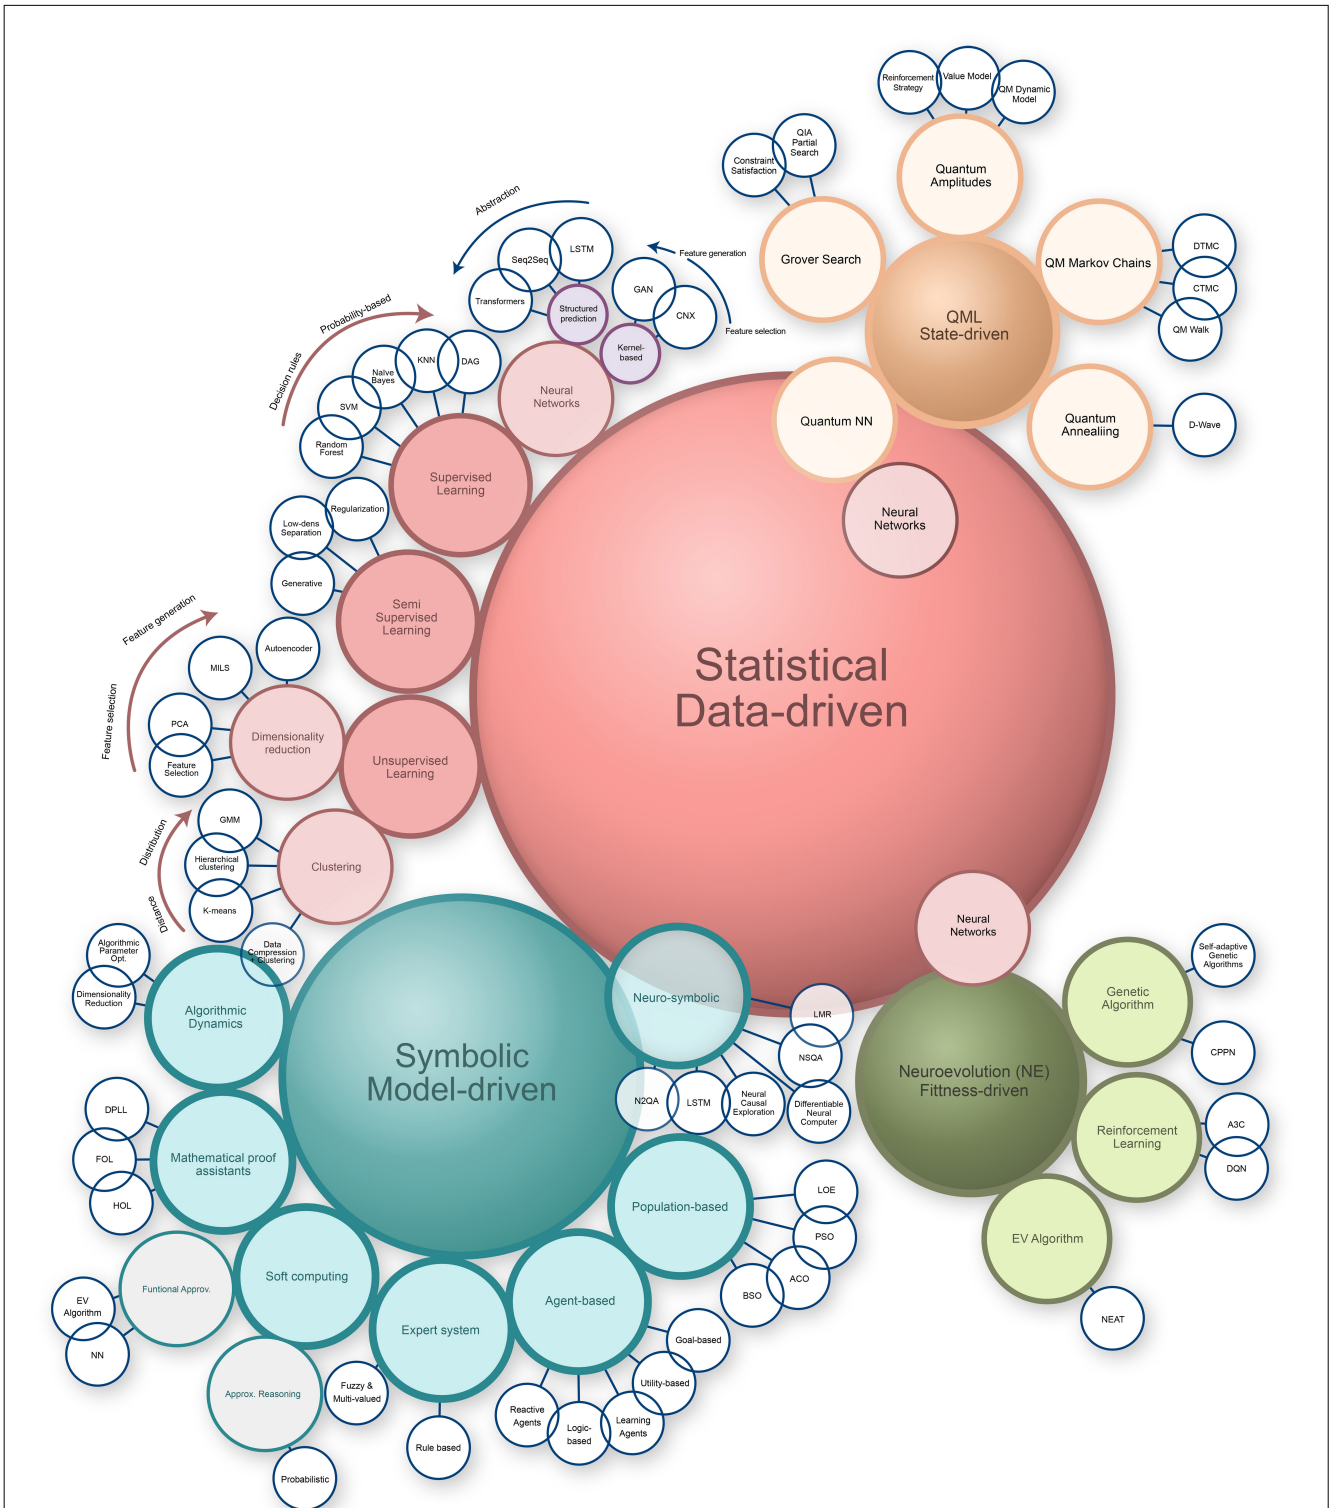 Reinforcement
Strategy
Value Model
QM Dynamic
Model
Quantum
Amplitudes
QIA
Partial
Search
Constraint
Satisfaction
Grover Search
QM Markov Chains
DTMC
CTMC
QM Walk
QML
State-driven
Quantum NN
Quantum
Annealiing
D-Wave
Neural
Networks
Abstraction
LSTM
Seq2Seq
Transformers
Structured
prediction
Feature generation
Feature selection
GAN
CNX
Kernel-
based
Neural
Networks
Probability-based
Decision rules
DAG
KNN
Naïve
Bayes
SVM
Random
Forest
Supervised
Learning
Regularization
Low-dens
Separation
Generative
Semi
Supervised
Learning
Statistical
Data-driven
Feature generation
Feature selection
Autoencoder
MILS
PCA
Feature
Selection
Dimensionality
reduction
Unsupervised
Learning
Distribution
Distance
GMM
Hierarchical
clustering
K-means
Data
Compression
+ Clustering
Clustering
Algorithmic
Parameter
Opt.
Dimensionality
Reduction
Algorithmic
Dynamics
Symbolic
Model-driven
Neuro-symbolic
LMR
NSQA
Differentiable
Neural
Computer
Neural
Causal
Exploration
LSTM
N2QA
Neural
Networks
Neuroevolution (NE)
Fittness-driven
Genetic
Algorithm
Self-adaptive
Genetic
Algorithms
CPPN
Reinforcement
Learning
A3C
DQN
EV Algorithm
NEAT
DPLL
FOL
HOL
Mathematical proof
assistants
Population-based
LOE
PSO
ACO
BSO
Soft computing
Funtional Approv.
EV
Algorithm
NN
Approx. Reasoning
Probabilistic
Expert system
Fuzzy &
Multi-valued
Rule based
Agent-based
Goal-based
Utility-based
Learning
Agents
Logic-
based
Reactive
Agents